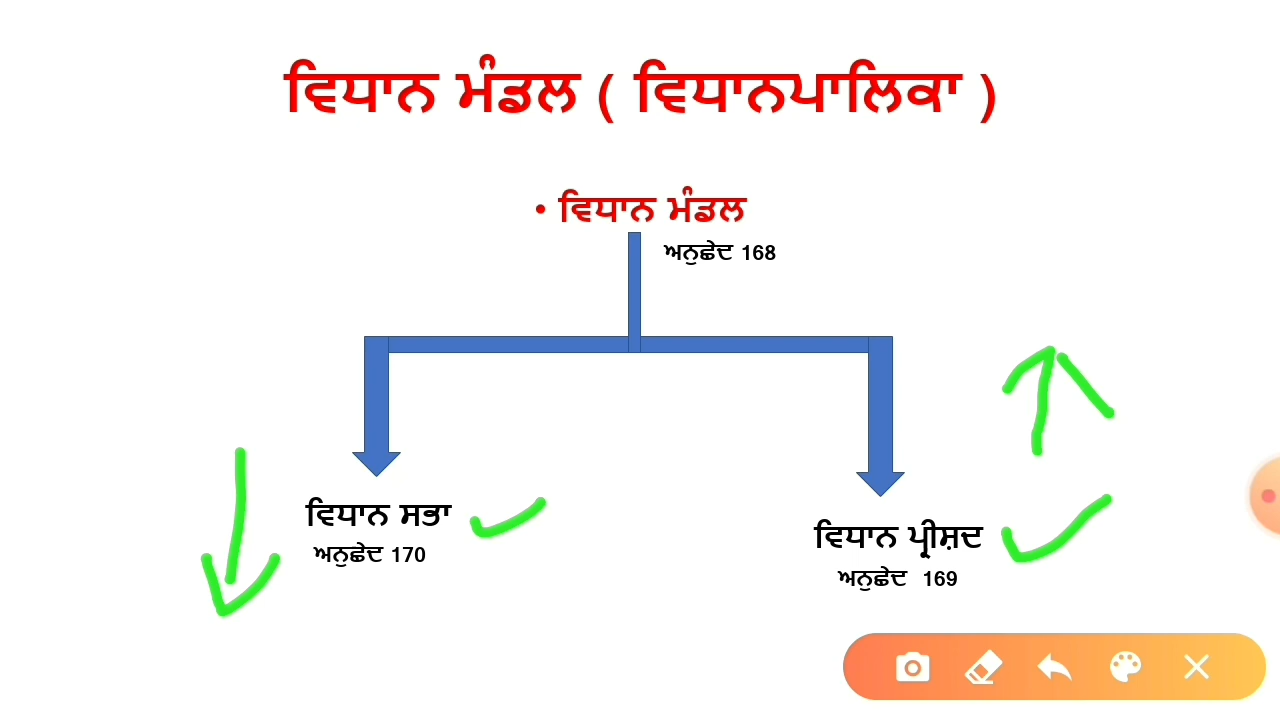 ਵਿਧਾਨ ਮੰਡਲ ( ਵਿਧਾਨਪਾਲਿਕਾ )
• ਵਿਧਾਨ ਮੰਡਲ
ਅਨੁਛੇਦ 168
ਵਿਧਾਨ ਸਭਾ
ਅਨੁਛੇਦ 170
ਵਿਧਾਨ ਪ੍ਰੀਸ਼ਦ
ਅਨੁਛੇਦ 169